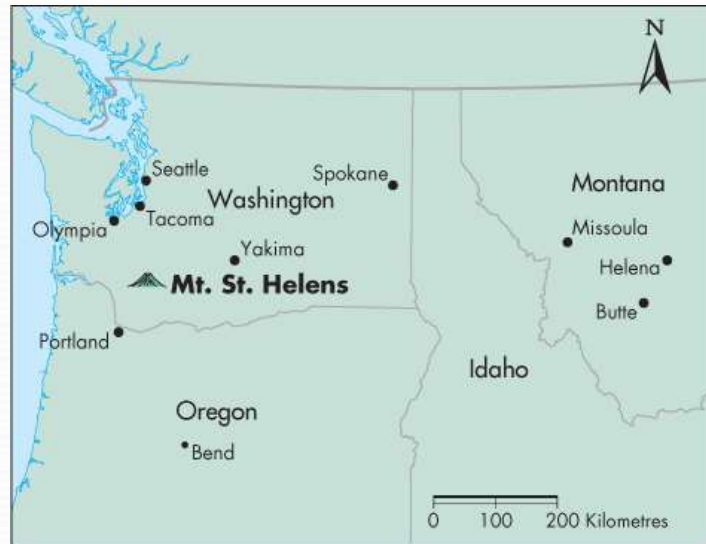 N
Seattle
Spokane
Washington
Montana
Olympia
Tacoma
Missoula
Yakima
Helena
Mt. St. Helens
Butte
Portland
Idaho
Oregon
Bend
0 100 200 Kilometres